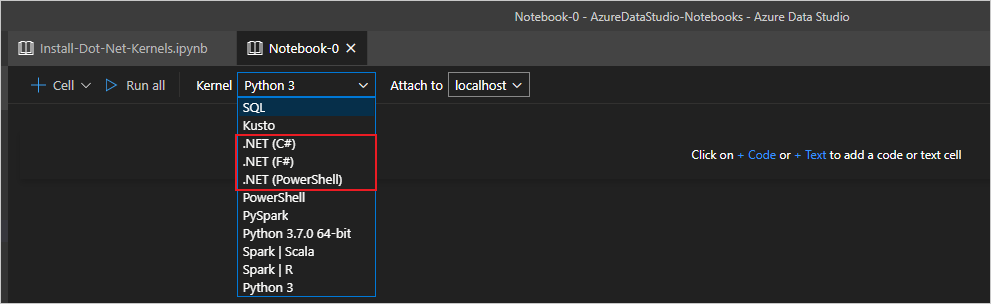 Notebook-0 - AzureDataStudio-Notebooks - Azure Data Studio
Install-Dot-Net-Kernels.ipynb Notebook-0
Cell Run all Kernel Python 3 Attach to localhost
SQL
Kusto
.NET (C#)
.NET (F#)
.NET (PowerShell)
Click on + Code or + Text to add a code or text cell
PowerShell
PySpark
Python 3.7.0 64-bit
Spark | Scala
Spark | R
Python 3